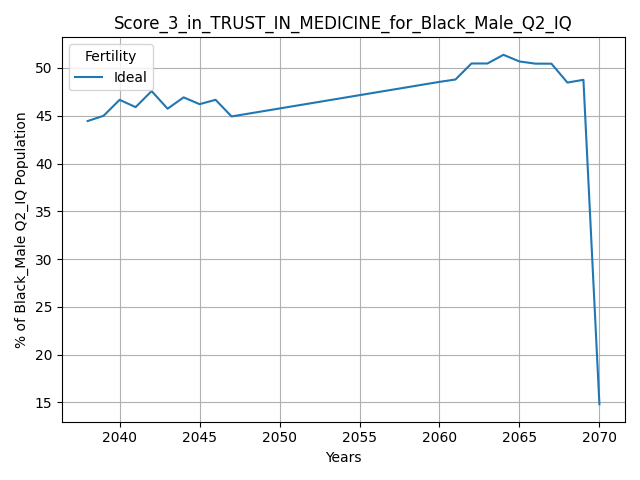 Score_3_in_TRUST_IN_MEDICINE_for_Black_Male_Q2_IQ
Fertility
Ideal
% of Black_Male Q2_IQ Population
50
45
40
35
30
25
20
15
2040 2045 2050 2055 2060 2065 2070
Years